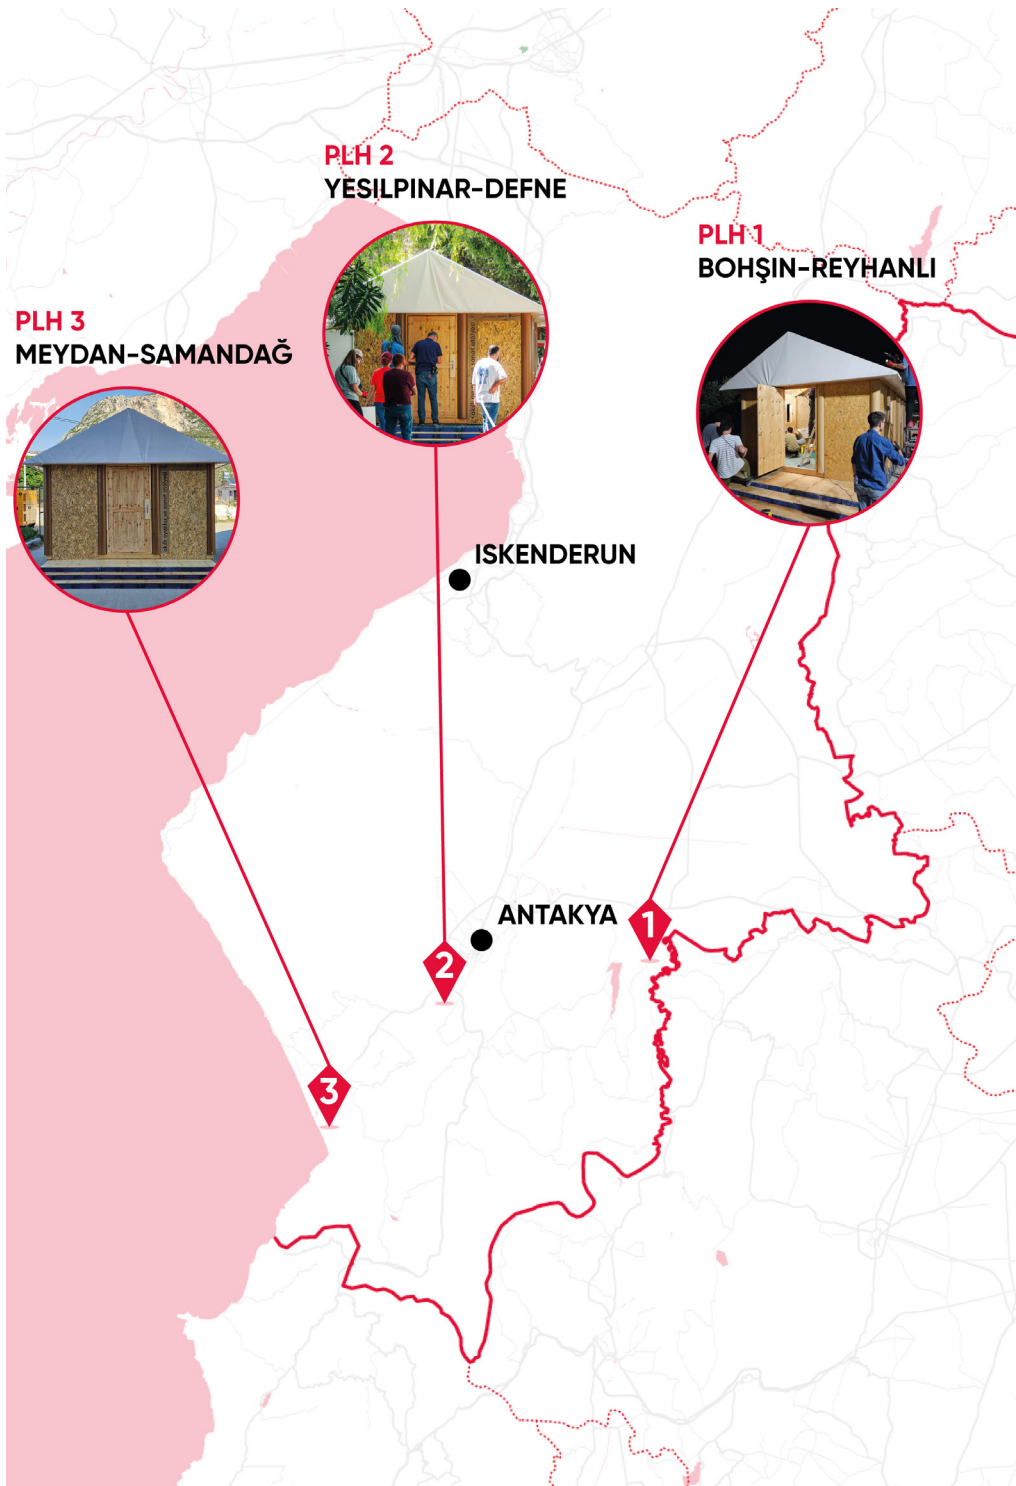 PLH 2
YESILPINAR-DEFNE
PLH 1
BOHŞIN-REYHANLI
PLH 3
MEYDAN-SAMANDAĞ
ISKENDERUN
ANTAKYA
1
2
3